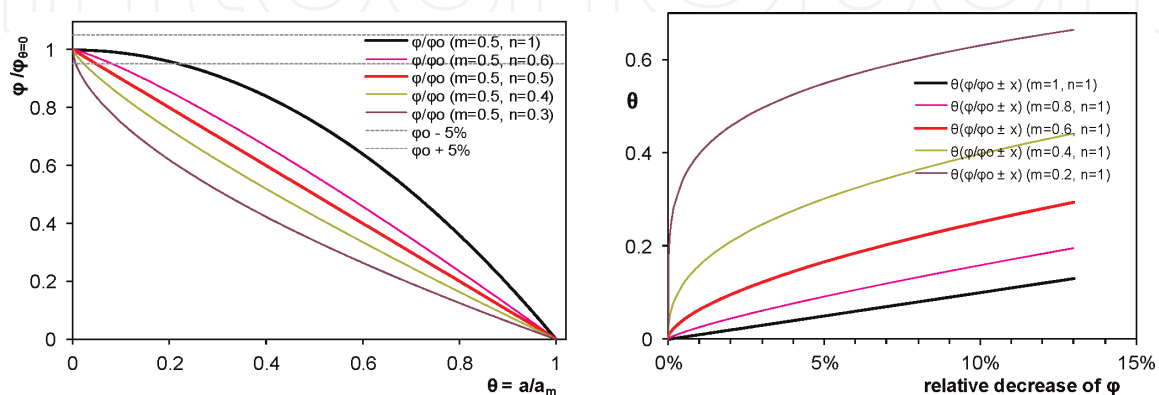 φ/φθ=0
1
0.8
0.6
0.4
0.2
0
0 0.2 0.4 0.6 0.8 1
θ = a/am
φ/φo (m=0.5, n=1)
φ/φo (m=0.5, n=0.6)
φ/φo (m=0.5, n=0.5)
φ/φo (m=0.5, n=0.4)
φ/φo (m=0.5, n=0.3)
φo - 5%
φo + 5%
θ
0.6
0.4
0.2
0
0% 5% 10% 15%
relative decrease of φ
θ(φ/φo ± x) (m=1, n=1)
θ(φ/φo ± x) (m=0.8, n=1)
θ(φ/φo ± x) (m=0.6, n=1)
θ(φ/φo ± x) (m=0.4, n=1)
θ(φ/φo ± x) (m=0.2, n=1)